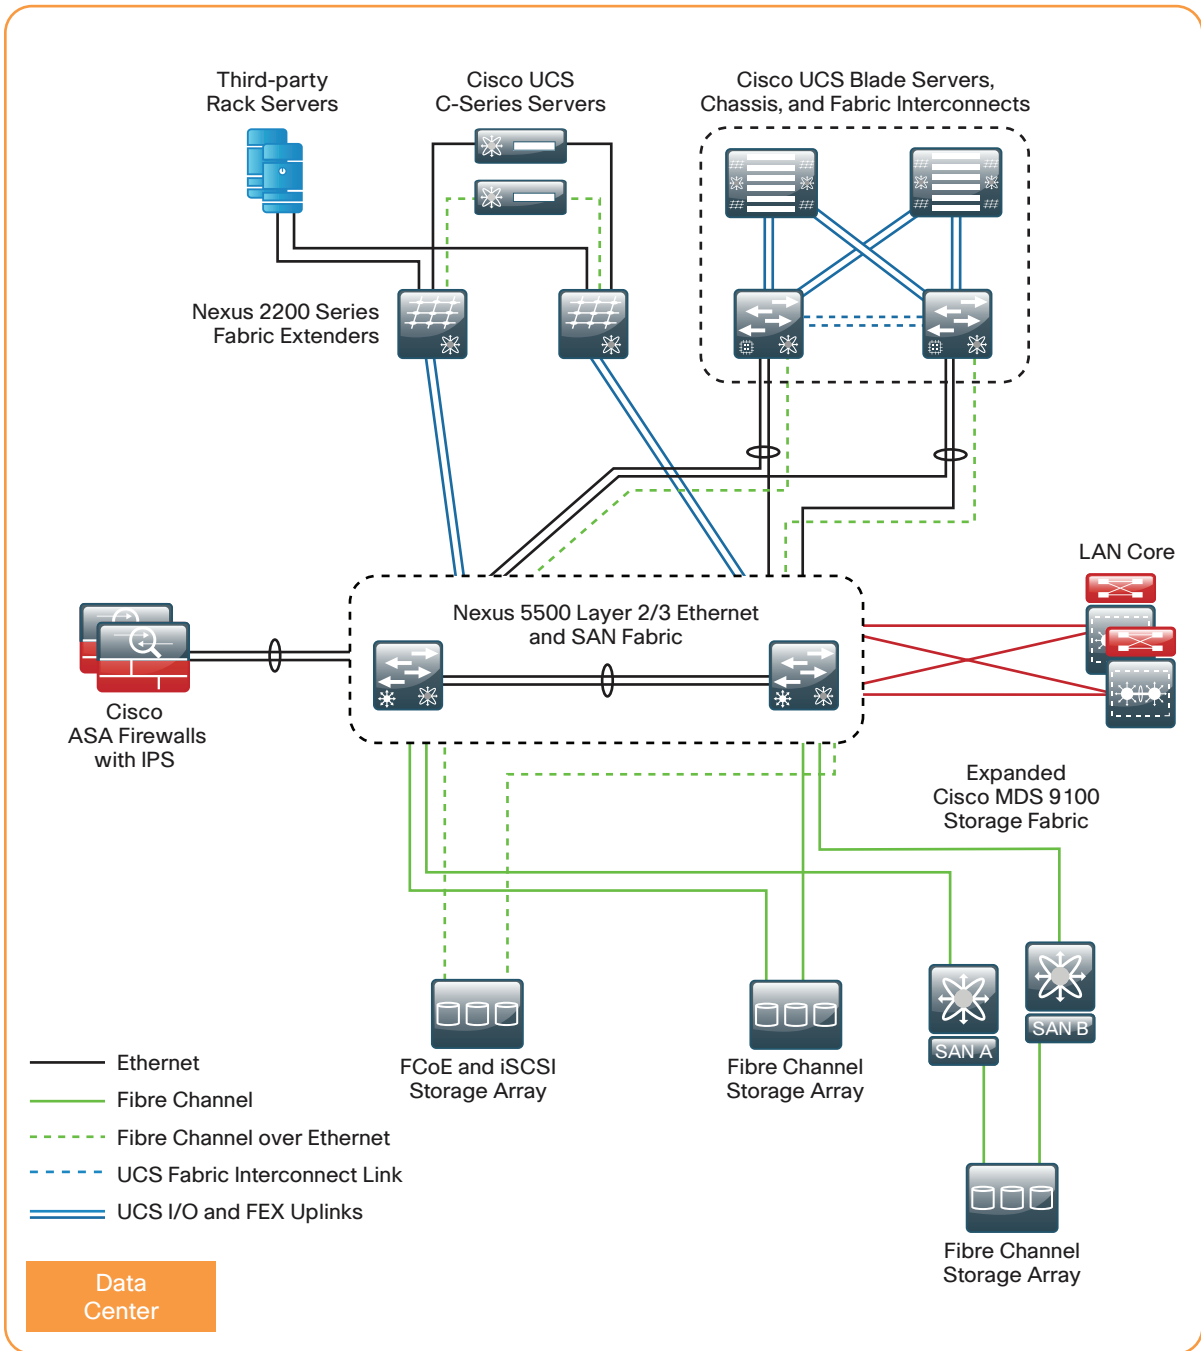 Third-party
Rack Servers
Cisco UCS
C-Series Servers
Cisco UCS Blade Servers,
Chassis, and Fabric Interconnects
Nexus 2200 Series
Fabric Extenders
LAN Core
Nexus 5500 Layer 2/3 Ethernet
and SAN Fabric
Cisco
ASA Firewalls
with IPS
Expanded
Cisco MDS 9100
Storage Fabric
SAN B
SAN A
FCoE and iSCSI
Storage Array
Fibre Channel
Storage Array
Ethernet
Fibre Channel
Fibre Channel over Ethernet
UCS Fabric Interconnect Link
UCS I/O and FEX Uplinks
Fibre Channel
Storage Array
Data
Center